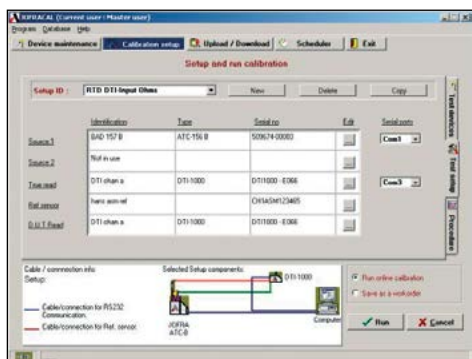 JOFRACAL (Current user : Master user)
Program Database Help
Device maintenance Calibration setup Upload / Download Scheduler Exit
Setup and run calibration
Setup ID : RTD DTI-Input Ohms New Delete Copy
Identification Type Serial no Edit Serial ports
Source 1 BAD 157 B ATC-156 B 509674-00003 Com1
Source 2 Not in use
True read DTI chan a DTI-1000 DTI1000 - E066 Com3
Ref. sensor hans asm ref CH1ASM123465
D.U.T Read DTI chan a DTI-1000 DTI1000 - E066
Test devices
Test setup
Procedure
Cable / connnection info:
Setup:
Cable/connection for RS232
Communication.
Cable/connection for Ref. sensor.
Selected Setup components:
DTI-1000
JOFRA
ATC-B
Computer
Run online calibration
Save as a workorder
Run Cancel